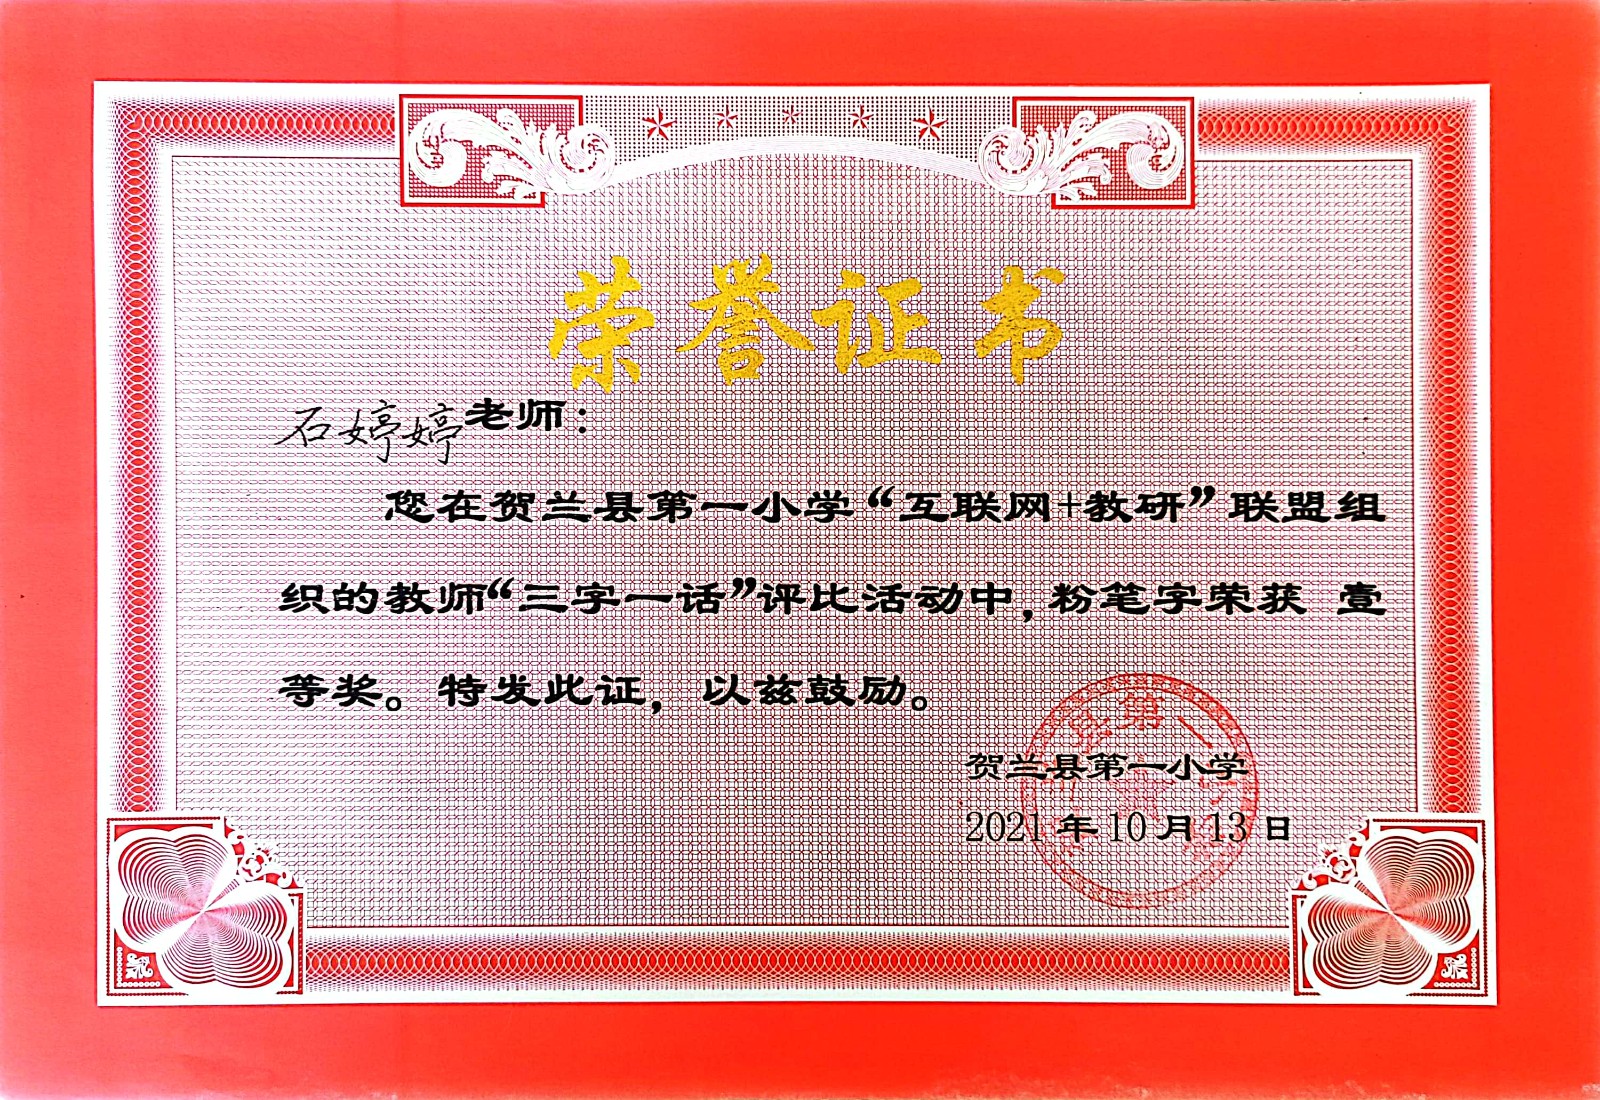 荣誉证书
石婷婷老师：
您在贺兰县第一小学“互联网+教研”联盟组
织的教师“三字一话”评比活动中，粉笔字荣获 壹
等奖。特发此证，以兹鼓励。
县第一
贺兰县第一小学
2021年10月13日